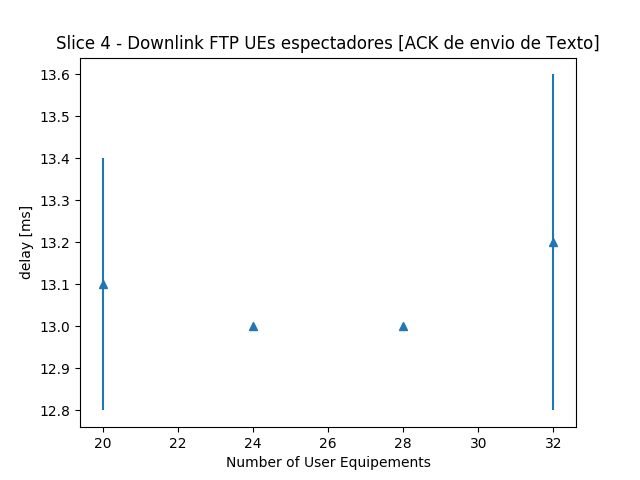 Slice 4 - Downlink FTP UEs espectadores [ACK de envio de Texto]
13.6
13.5
13.4
13.3
13.2
13.1
13.0
12.9
12.8
delay [ms]
20 22 24 26 28 30 32
Number of User Equipements